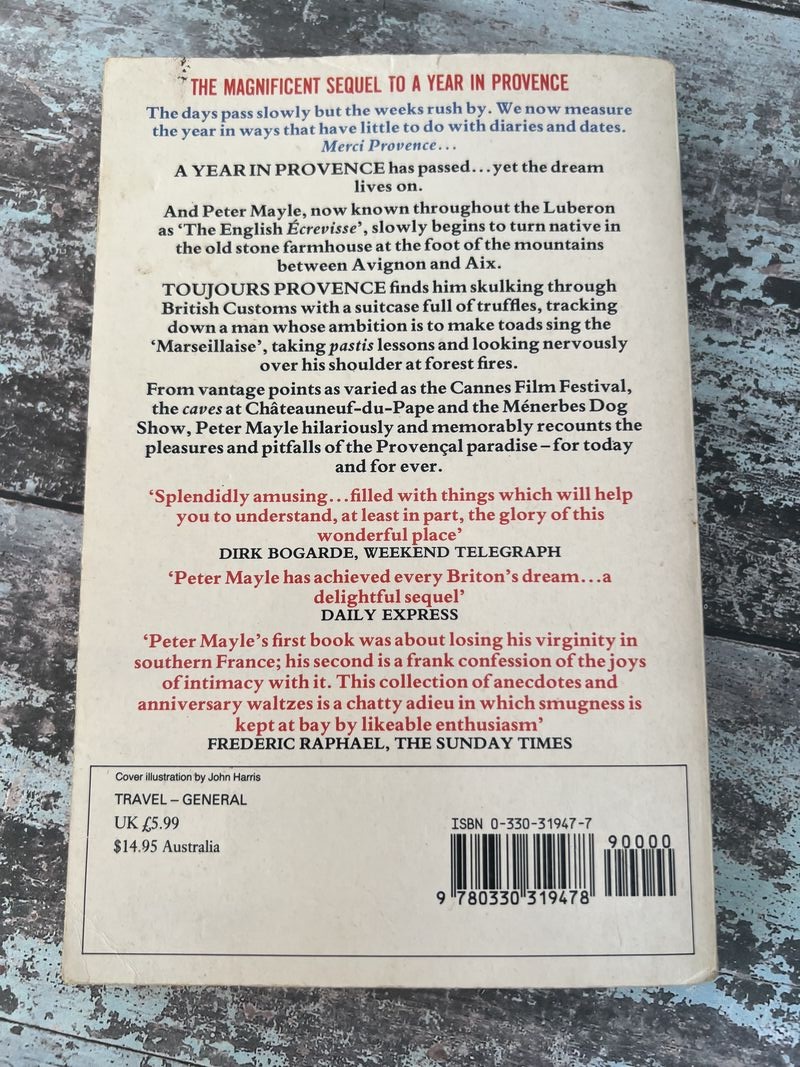 THE MAGNIFICENT SEQUEL TO A YEAR IN PROVENCE
The days pass slowly but the weeks rush by. We now measure
the year in ways that have little to do with diaries and dates.
Merci Provence...
A YEAR IN PROVENCE has passed...yet the dream
lives on.
And Peter Mayle, now known throughout the Luberon
as ‘The English Écrevisse’, slowly begins to turn native in
the old stone farmhouse at the foot of the mountains
between Avignon and Aix.
TOUJOURS PROVENCE finds him skulking through
British Customs with a suitcase full of truffles, tracking
down a man whose ambition is to make toads sing the
‘Marseillaise’, taking pastis lessons and looking nervously
over his shoulder at forest fires.
From vantage points as varied as the Cannes Film Festival,
the caves at Châteauneuf-du-Pape and the Ménerbes Dog
Show, Peter Mayle hilariously and memorably recounts the
pleasures and pitfalls of the Provençal paradise – for today
and for ever.
‘Splendidly amusing...filled with things which will help
you to understand, at least in part, the glory of this
wonderful place’
DIRK BOGARDE, WEEKEND TELEGRAPH
‘Peter Mayle has achieved every Briton’s dream...a
delightful sequel’
DAILY EXPRESS
‘Peter Mayle’s first book was about losing his virginity in
southern France; his second is a frank confession of the joys
of intimacy with it. This collection of anecdotes and
anniversary waltzes is a chatty adieu in which smugness is
kept at bay by likeable enthusiasm’
FREDERIC RAPHAEL, THE SUNDAY TIMES
Cover illustration by John Harris
TRAVEL – GENERAL
UK £5.99
$14.95 Australia
ISBN 0-330-31947-7
90000
9 780330 319478